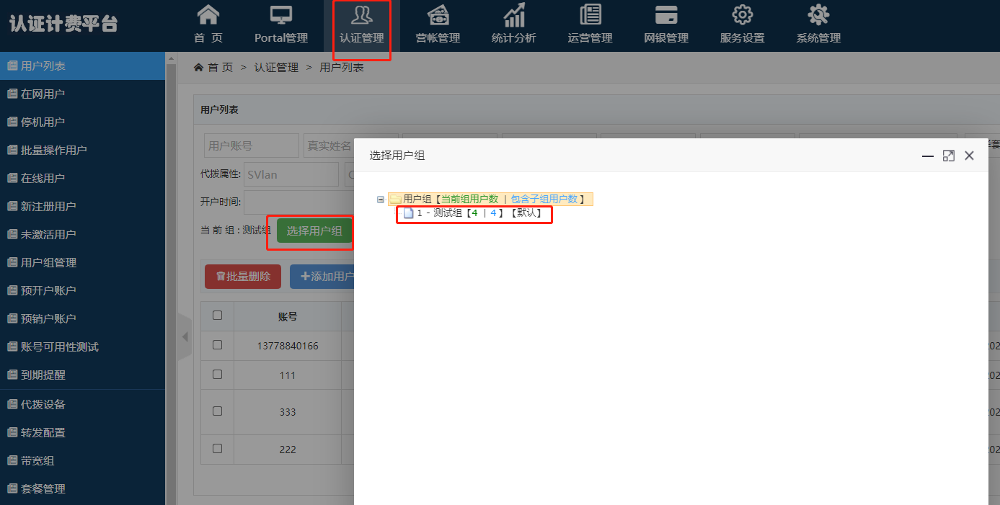 认证计费平台
首 页
Portal管理
认证管理
营帐管理
统计分析
运营管理
网银管理
服务设置
系统管理
用户列表
在网用户
停机用户
批量操作用户
在线用户
新注册用户
未激活用户
用户组管理
预开户账户
预销户账户
账号可用性测试
到期提醒
代拨设备
转发配置
带宽组
套餐管理
首 页 > 认证管理 > 用户列表
用户列表
用户账号
真实姓名
代拨属性: SVlan
开户时间:
当 前 组 : 测试组 选择用户组
批量删除
添加用户
账号
13778840166
111
333
222
选择用户组
用户组【当前组用户数 | 包含子组用户数 】
1 - 测试组【4 | 4 】【默认】